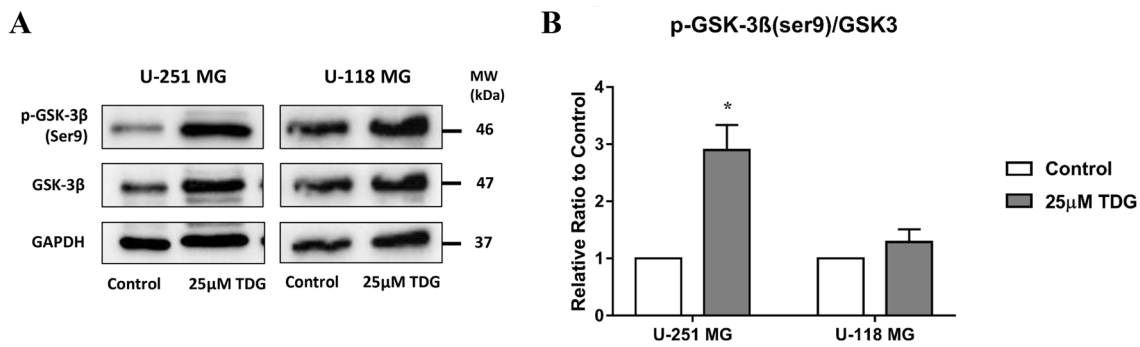 A
U-251 MG
U-118 MG
MW
(kDa)
p-GSK-3β
(Ser9)
46
GSK-3β
47
GAPDH
37
Control
25μM TDG
Control
25μM TDG
B
p-GSK-3ß(ser9)/GSK3
Relative Ratio to Control
4
3
2
1
0
*
U-251 MG
U-118 MG
Control
25μM TDG